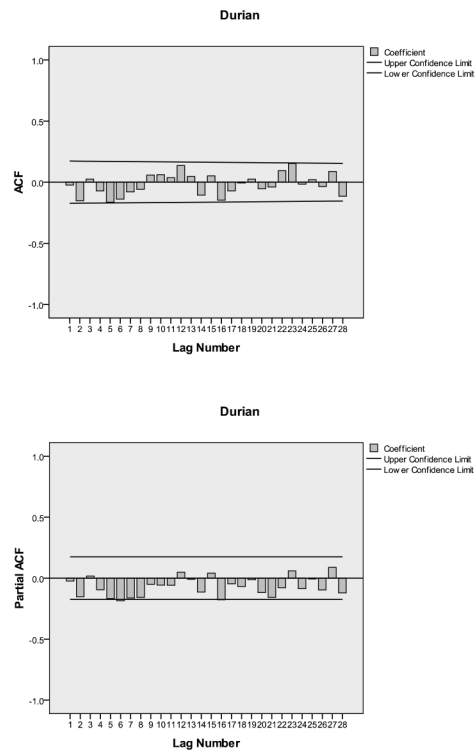 Durian
Coefficient
Upper Confidence Limit
Lower Confidence Limit
1.0
0.5
0.0
-0.5
-1.0
ACF
1 2 3 4 5 6 7 8 9 10 11 12 13 14 15 16 17 18 19 20 21 22 23 24 25 26 27 28
Lag Number
Durian
Coefficient
Upper Confidence Limit
Lower Confidence Limit
1.0
0.5
0.0
-0.5
-1.0
Partial ACF
1 2 3 4 5 6 7 8 9 10 11 12 13 14 15 16 17 18 19 20 21 22 23 24 25 26 27 28
Lag Number